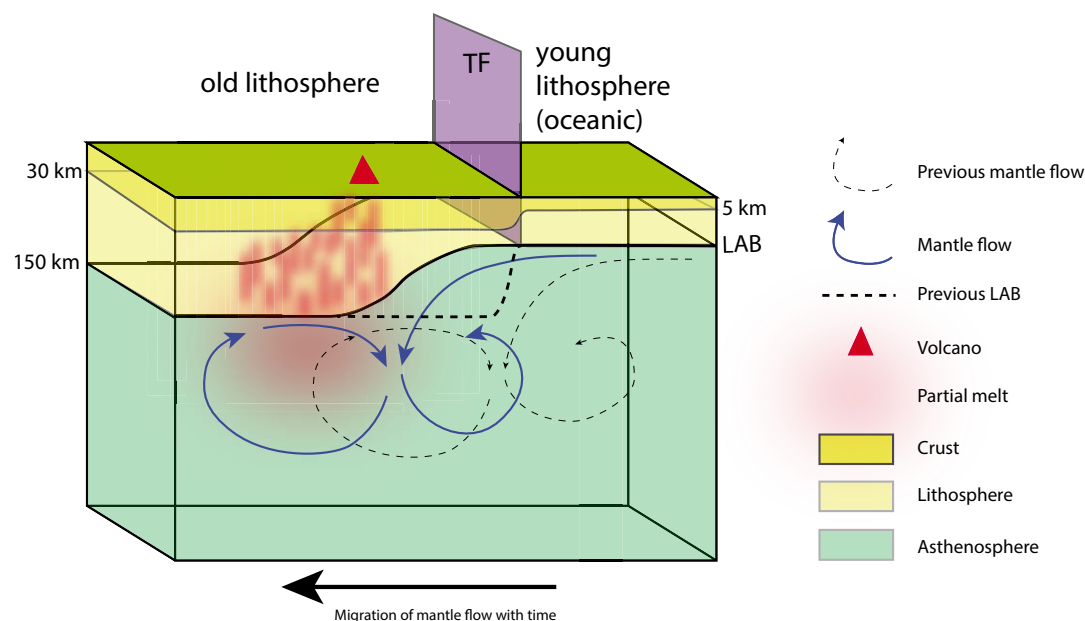 old lithosphere
TF
young
lithosphere
(oceanic)
30 km
150 km
5 km
LAB
Previous mantle flow
Mantle flow
Previous LAB
Volcano
Partial melt
Crust
Lithosphere
Asthenosphere
Migration of mantle flow with time